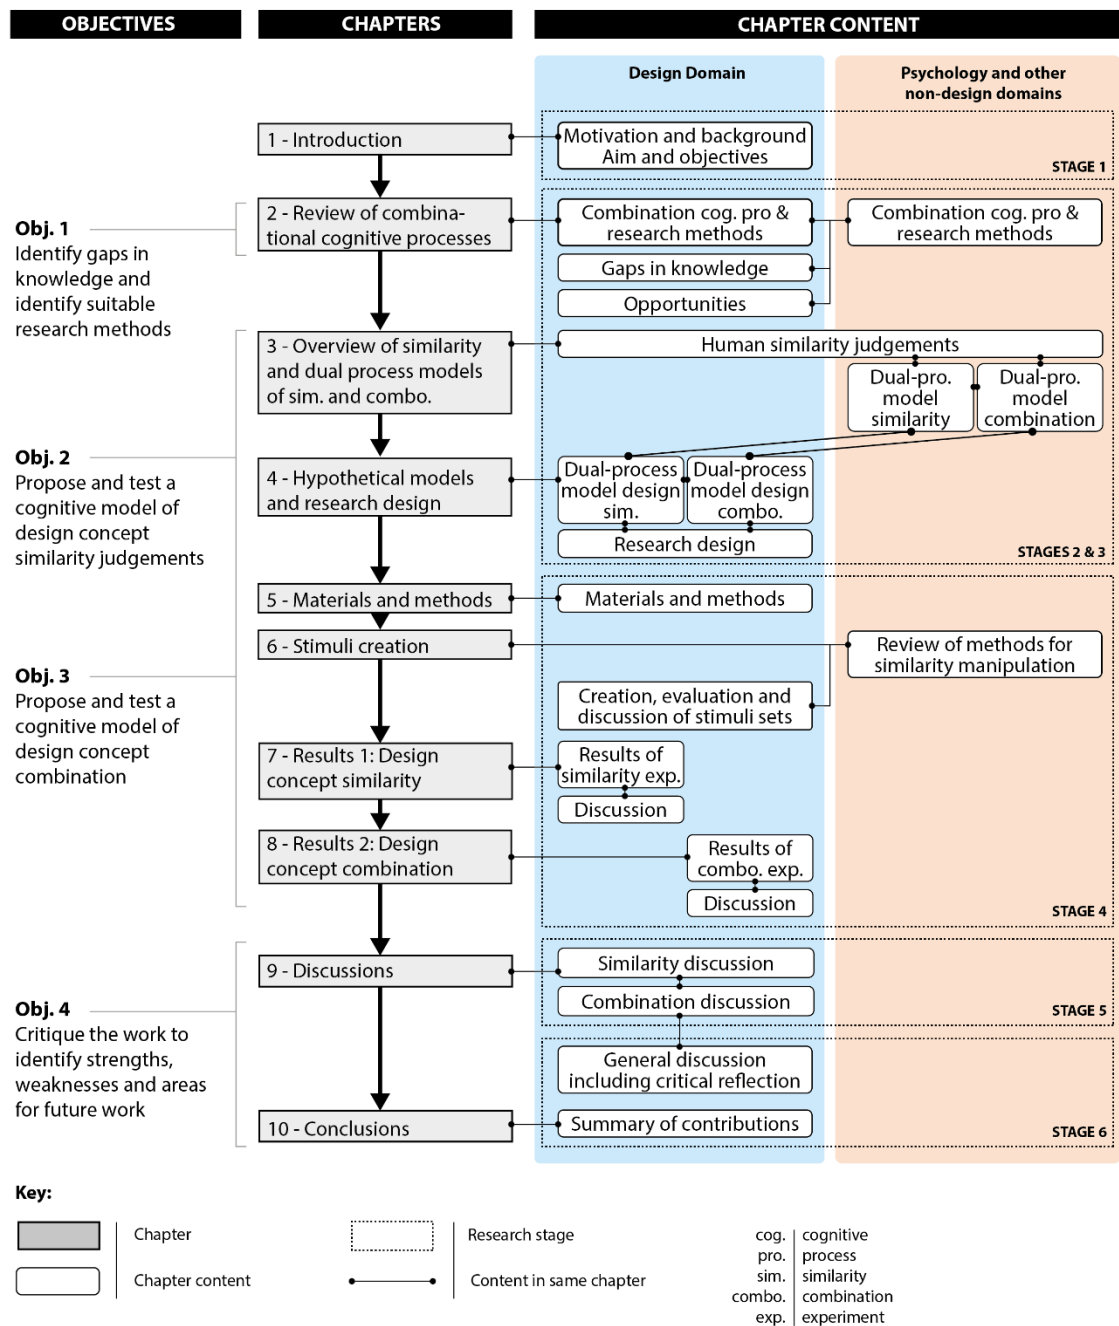 OBJECTIVES
CHAPTERS
CHAPTER CONTENT
Design Domain
Psychology and other
non-design domains
1 - Introduction
Motivation and background
Aim and objectives
STAGE 1
Obj. 1
Identify gaps in
knowledge and
identify suitable
research methods
2 - Review of combina-
tional cognitive processes
Combination cog. pro &
research methods
Combination cog. pro &
research methods
Gaps in knowledge
Opportunities
3 - Overview of similarity
and dual process models
of sim. and combo.
Human similarity judgements
Dual-pro.
model
similarity
Dual-pro.
model
combination
Obj. 2
Propose and test a
cognitive model of
design concept
similarity judgements
4 - Hypothetical models
and research design
Dual-process
model design
sim.
Dual-process
model design
combo.
Research design
STAGES 2 & 3
5 - Materials and methods
Materials and methods
6 - Stimuli creation
Review of methods for
similarity manipulation
Obj. 3
Propose and test a
cognitive model of
design concept
combination
Creation, evaluation and
discussion of stimuli sets
7 - Results 1: Design
concept similarity
Results of
similarity exp.
Discussion
8 - Results 2: Design
concept combination
Results of
combo. exp.
Discussion
STAGE 4
9 - Discussions
Similarity discussion
Combination discussion
STAGE 5
Obj. 4
Critique the work to
identify strengths,
weaknesses and areas
for future work
General discussion
including critical reflection
10 - Conclusions
Summary of contributions
STAGE 6
Key:
Chapter
Chapter content
Research stage
Content in same chapter
cog. cognitive
pro. process
sim. similarity
combo. combination
exp. experiment